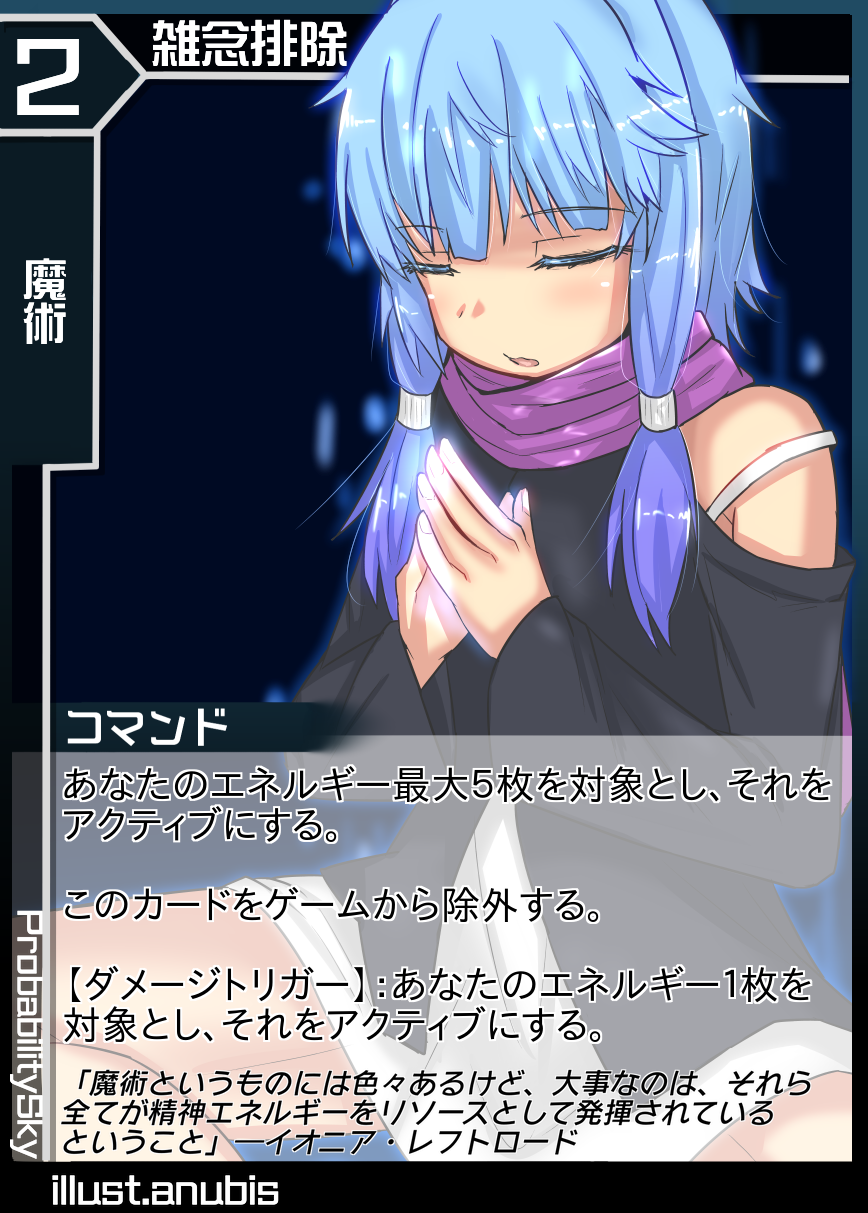 2
雑念排除
魔術
コマンド
あなたのエネルギー最大5枚を対象とし、それを
アクティブにする。
このカードをゲームから除外する。
【ダメージトリガー】:あなたのエネルギー1枚を
対象とし、それをアクティブにする。
「魔術というものには色々あるけど、大事なのは、それら
全てが精神エネルギーをリソースとして発揮されている
ということ」―イオニア・レフトロード
ProbabilitySky
illust.anubis